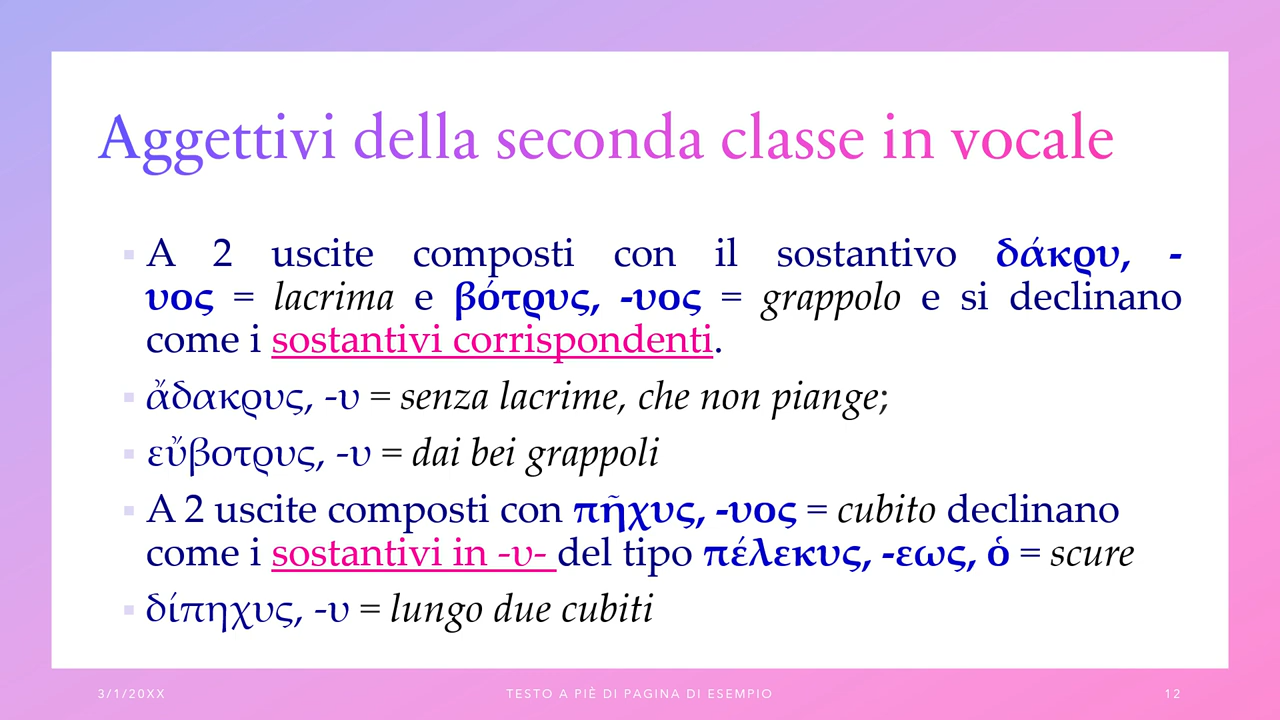 Aggettivi della seconda classe in vocale
A 2 uscite composti con il sostantivo δάκρυ, -
υος = lacrima e βότρυς, -υος = grappolo e si declinano
come i sostantivi corrispondenti.
ἄδακρυς, -υ = senza lacrime, che non piange;
εὔβοτρυς, -υ = dai bei grappoli
A 2 uscite composti con πῆχυς, -υος = cubito declinano
come i sostantivi in -υ- del tipo πέλεκυς, -εως, ὁ = scure
δίπηχυς, -υ = lungo due cubiti
3/1/20XX TESTO A PIÈ DI PAGINA DI ESEMPIO 12